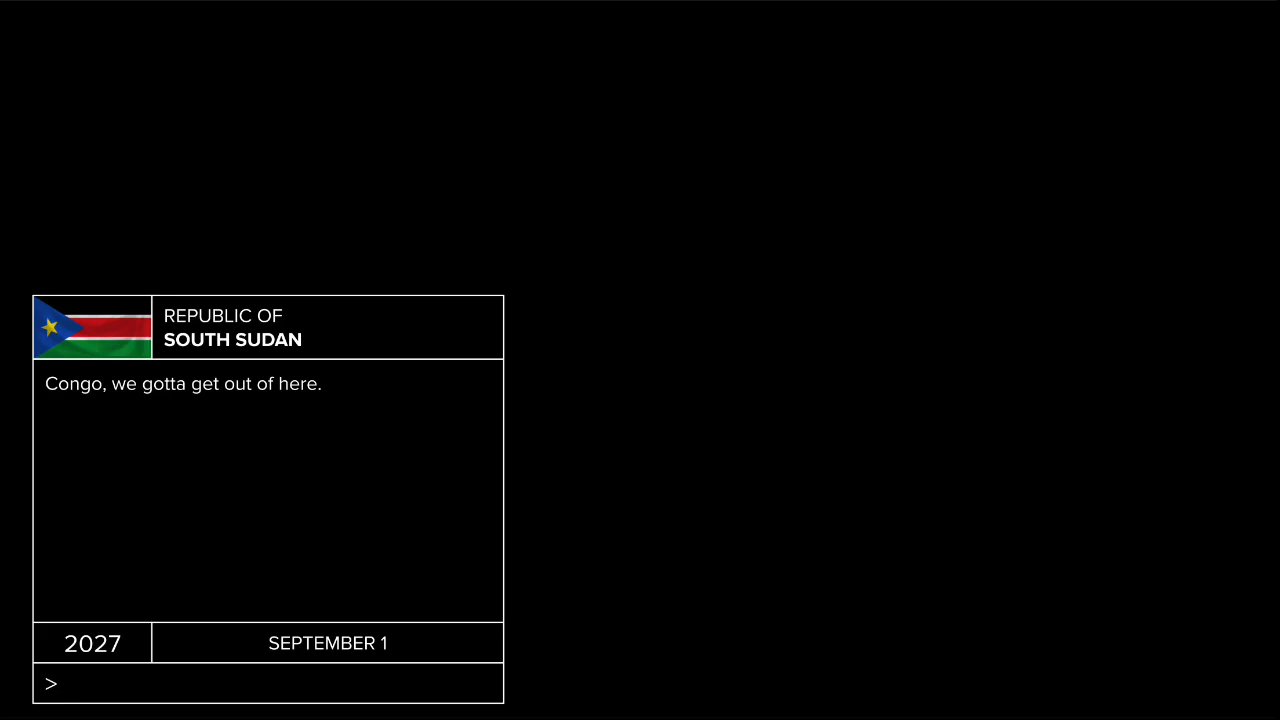 REPUBLIC OF
SOUTH SUDAN
Congo, we gotta get out of here.
2027
SEPTEMBER 1
>